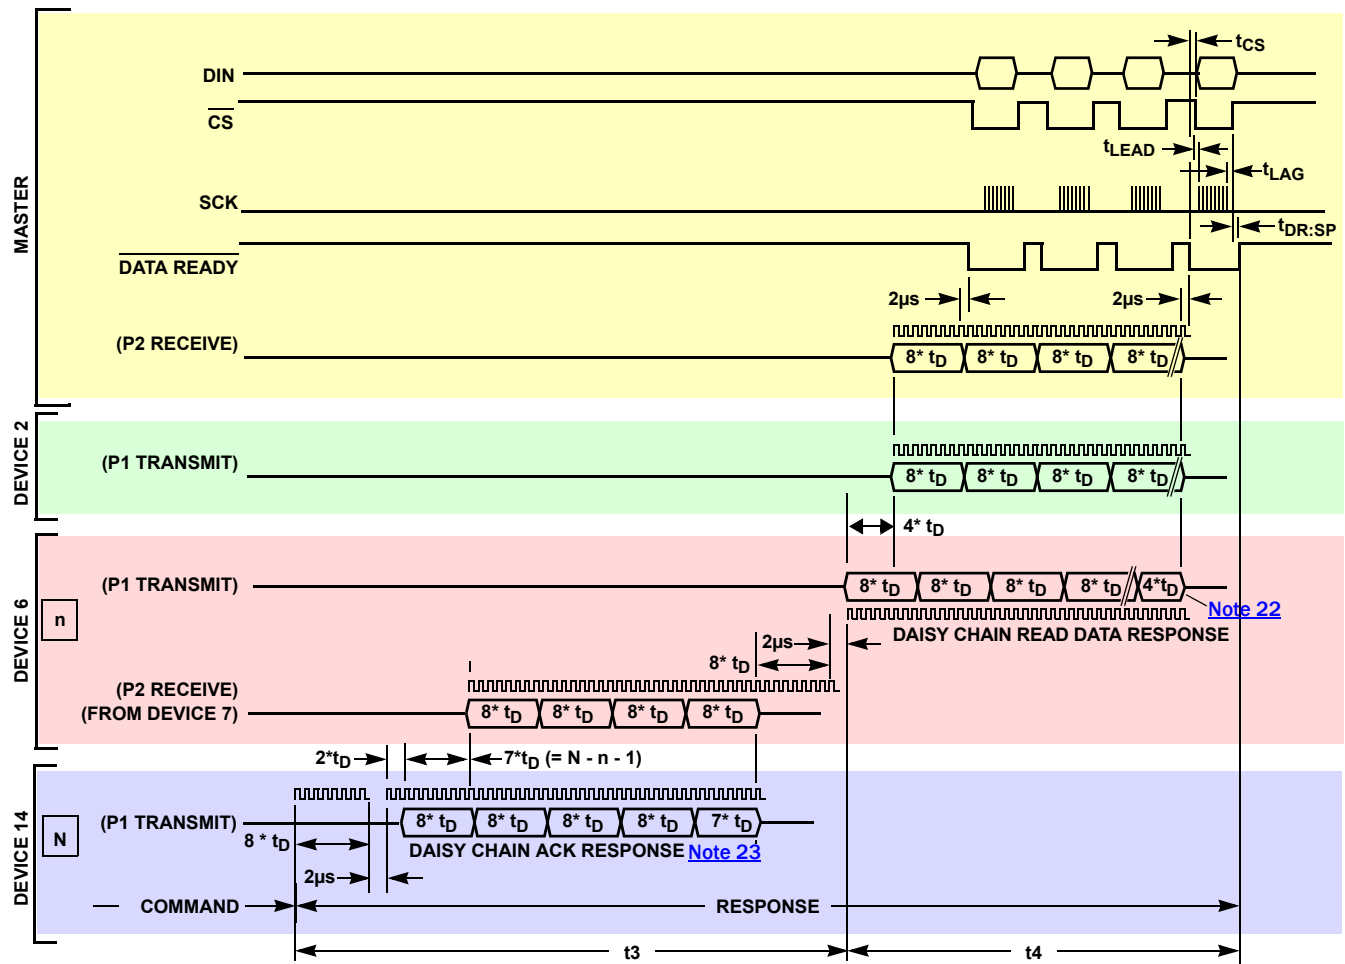 MASTER
tCS
DIN
CS
tLEAD
tLAG
SCK
tDR:SP
DATA READY
2µs
2µs
(P2 RECEIVE)
8* tD 8* tD 8* tD 8* tD
DEVICE 2
(P1 TRANSMIT)
8* tD 8* tD 8* tD 8* tD
4* tD
DEVICE 6
n
(P1 TRANSMIT)
8* tD 8* tD 8* tD 8* tD 4*tD
Note 22
DAISY CHAIN READ DATA RESPONSE
2µs
8* tD
(P2 RECEIVE)
(FROM DEVICE 7)
8* tD 8* tD 8* tD 8* tD
2*tD
7*tD (= N - n - 1)
DEVICE 14
N
(P1 TRANSMIT)
8* tD 8* tD 8* tD 8* tD 7* tD
8 * tD
DAISY CHAIN ACK RESPONSE Note 23
2µs
COMMAND
RESPONSE
t3
t4